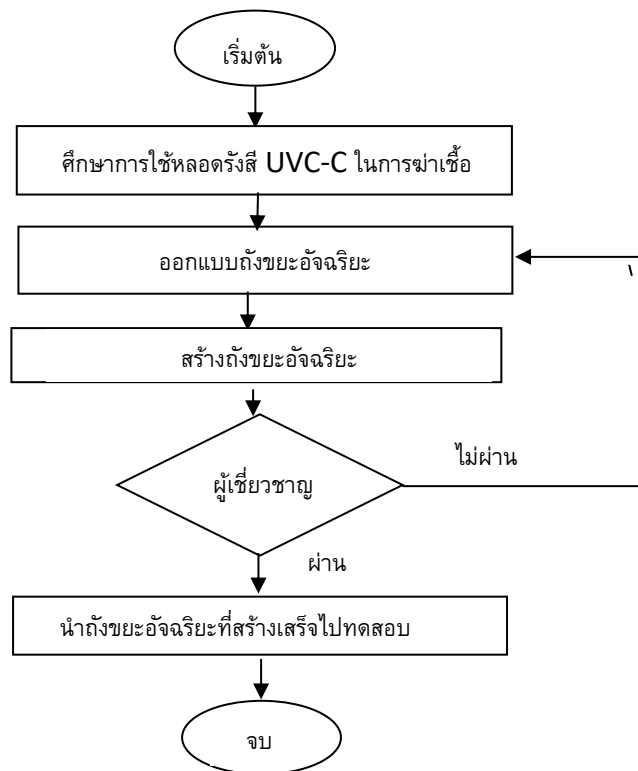 เริ่มต้น
ศึกษาการใช้หลอดรังสี UVC-C ในการฆ่าเชื้อ
ออกแบบถังขยะอัจฉริยะ
สร้างถังขยะอัจฉริยะ
ผู้เชี่ยวชาญ
ไม่ผ่าน
ผ่าน
นำถังขยะอัจฉริยะที่สร้างเสร็จไปทดสอบ
จบ